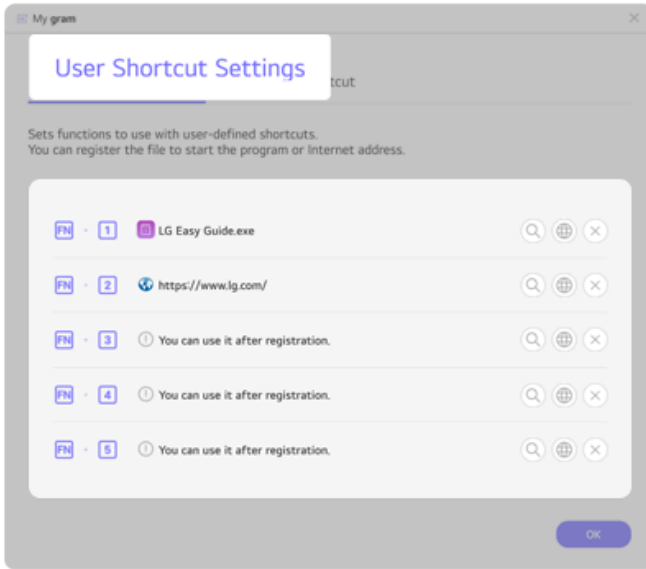 My gram
User Shortcut Settings
tcut
Sets functions to use with user-defined shortcuts.
You can register the file to start the program or Internet address.
FN · 1 LG Easy Guide.exe
FN · 2 https://www.lg.com/
FN · 3 You can use it after registration.
FN · 4 You can use it after registration.
FN · 5 You can use it after registration.
OK